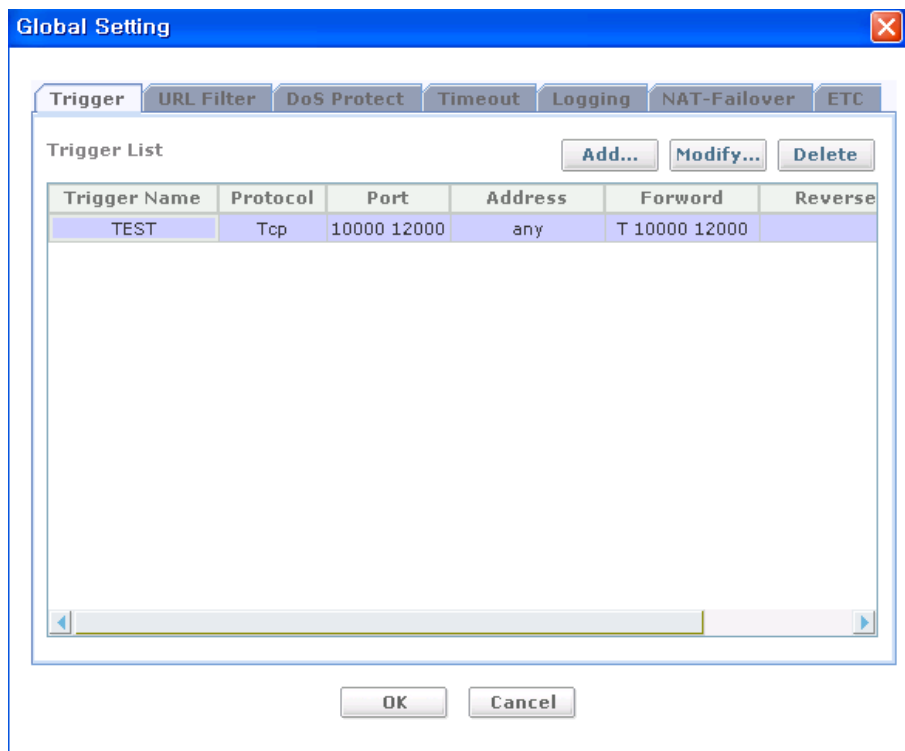 Global Setting
Trigger URL Filter DoS Protect Timeout Logging NAT-Failover ETC
Trigger List Add... Modify... Delete
Trigger Name Protocol Port Address Forword Reverse
TEST Tcp 10000 12000 any T 10000 12000
OK Cancel